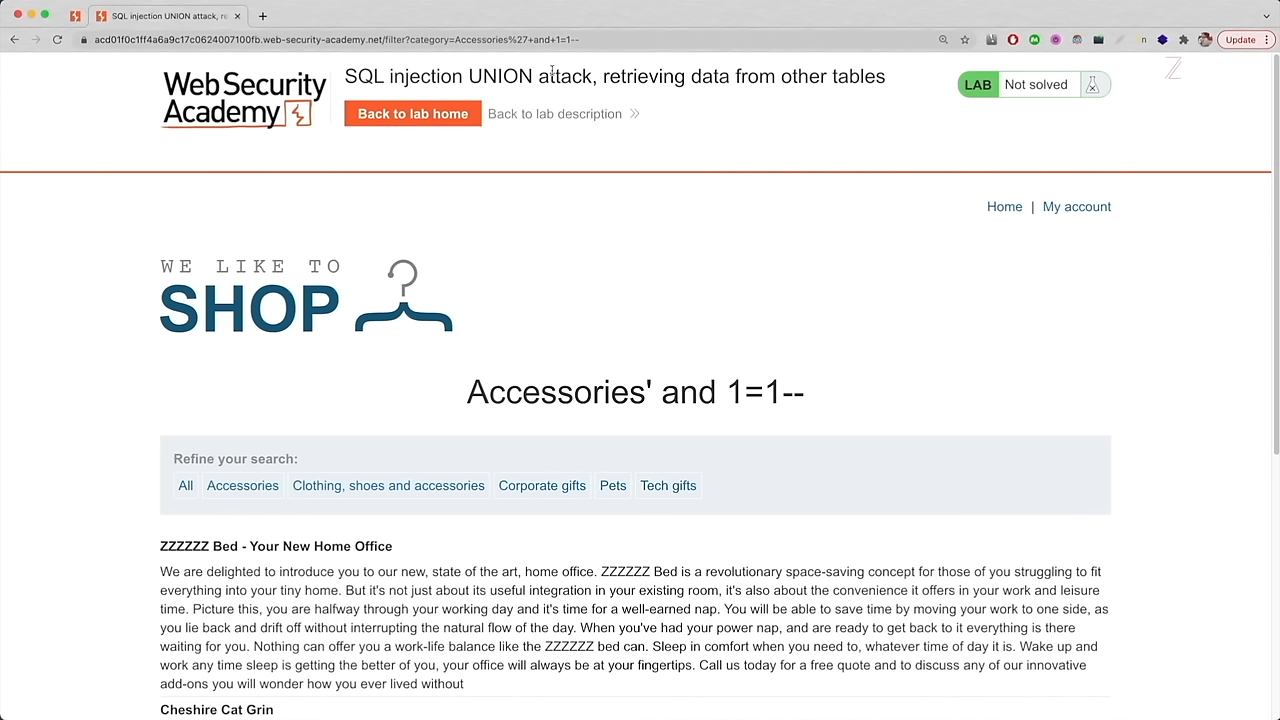 SQL injection UNION attack, re
acd01f0c1ff4a6a9c17c0624007100fb.web-security-academy.net/filter?category=Accessories%27+and+1=1--
Update
Web Security
Academy
SQL injection UNION attack, retrieving data from other tables
Back to lab home
Back to lab description
LAB
Not solved
Home | My account
WE LIKE TO
SHOP
Accessories' and 1=1--
Refine your search:
All
Accessories
Clothing, shoes and accessories
Corporate gifts
Pets
Tech gifts
ZZZZZZ Bed - Your New Home Office
We are delighted to introduce you to our new, state of the art, home office. ZZZZZZ Bed is a revolutionary space-saving concept for those of you struggling to fit
everything into your tiny home. But it's not just about its useful integration in your existing room, it's also about the convenience it offers in your work and leisure
time. Picture this, you are halfway through your working day and it's time for a well-earned nap. You will be able to save time by moving your work to one side, as
you lie back and drift off without interrupting the natural flow of the day. When you've had your power nap, and are ready to get back to it everything is there
waiting for you. Nothing can offer you a work-life balance like the ZZZZZZ bed can. Sleep in comfort when you need to, whatever time of day it is. Wake up and
work any time sleep is getting the better of you, your office will always be at your fingertips. Call us today for a free quote and to discuss any of our innovative
add-ons you will wonder how you ever lived without
Cheshire Cat Grin